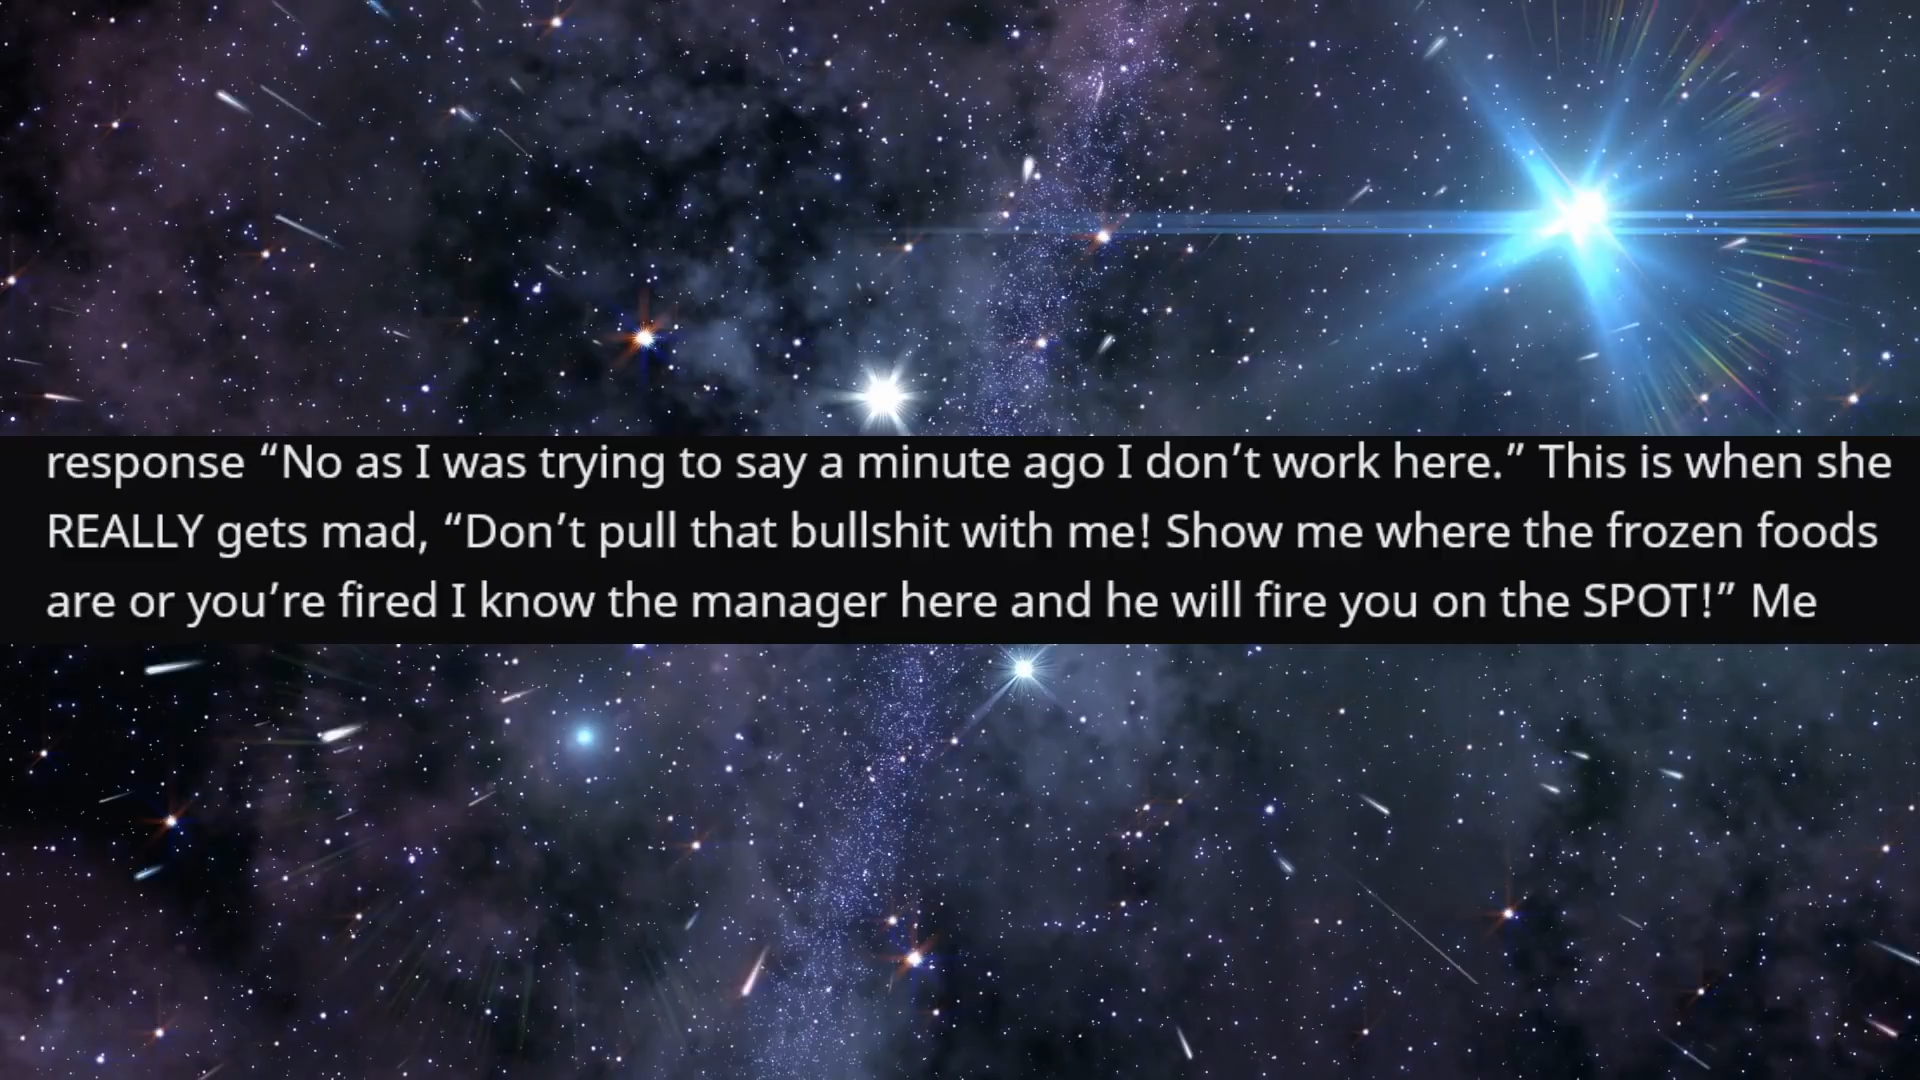 response “No as I was trying to say a minute ago I don’t work here.” This is when she
REALLY gets mad, “Don’t pull that bullshit with me! Show me where the frozen foods
are or you’re fired I know the manager here and he will fire you on the SPOT!” Me